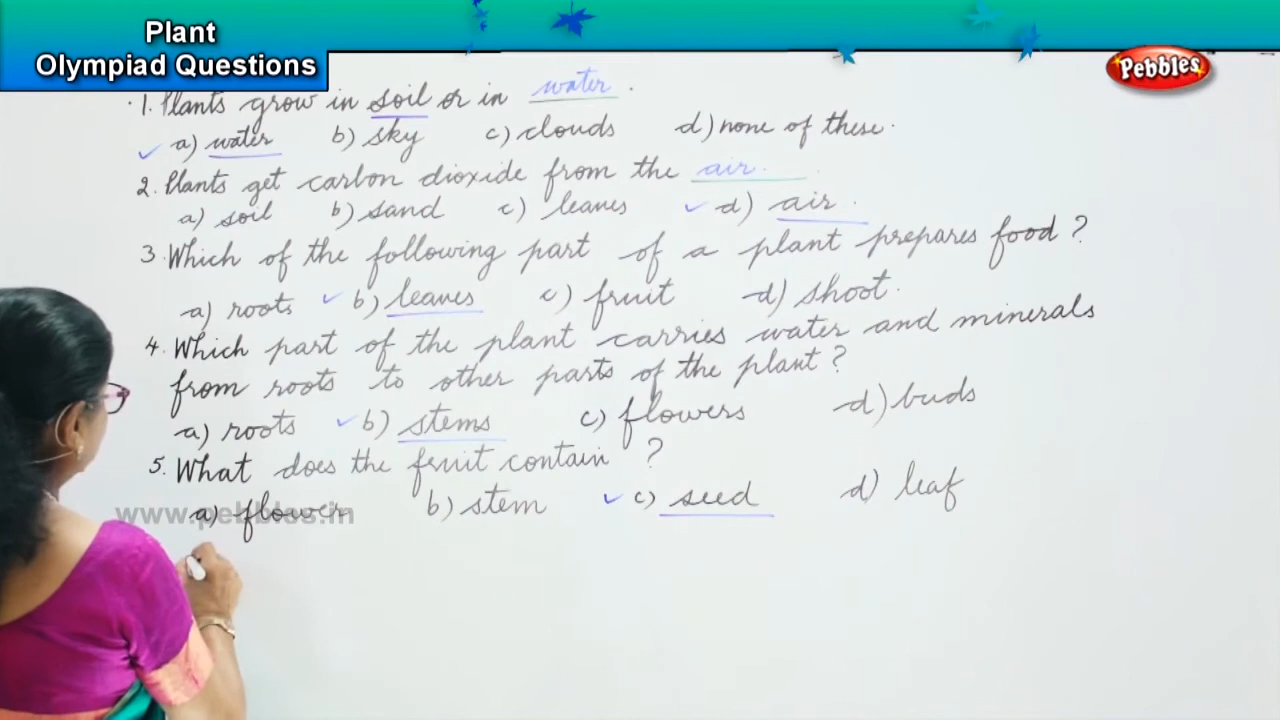 Plant
Olympiad Questions
Pebbles
1. Plants grow in soil or in water.
a) water b) sky c) clouds d) none of these.
2. Plants get carbon dioxide from the air.
a) soil b) sand c) leaves d) air.
3. Which of the following part of a plant prepares food?
a) roots b) leaves c) fruit d) shoot.
4. Which part of the plant carries water and minerals
from roots to other parts of the plant?
a) roots b) stems c) flowers d) buds
5. What does the fruit contain?
a) flower b) stem c) seed d) leaf
www.pebbles.in